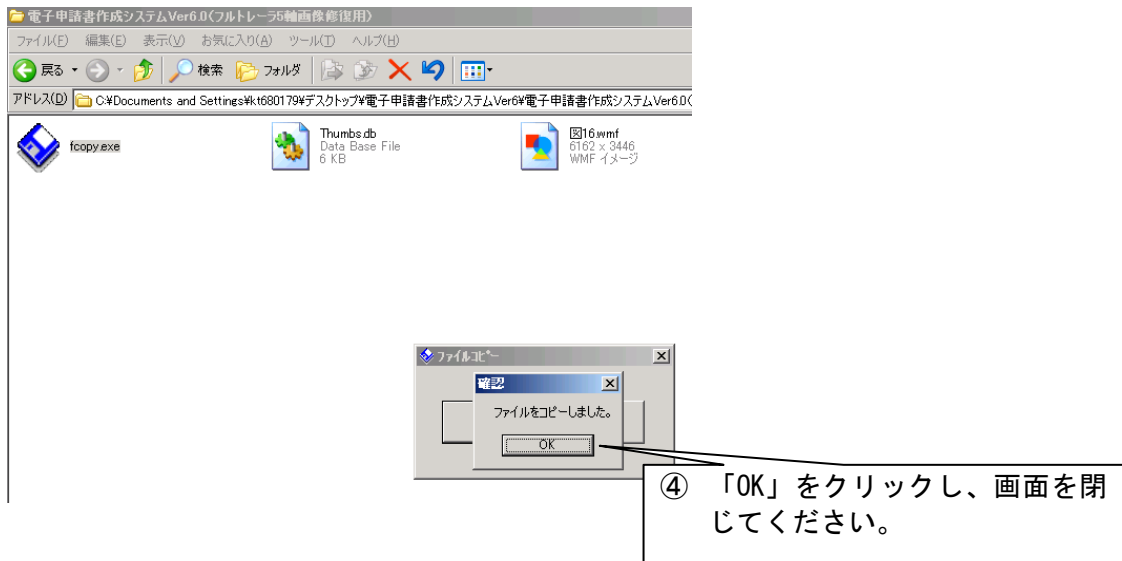 電子申請書作成システムVer6.0(フルトレーラ5軸画像修復用)
ファイル(F) 編集(E) 表示(V) お気に入り(A) ツール(T) ヘルプ(H)
戻る 検索 フォルダ
アドレス(D) C:¥Documents and Settings¥kt680179¥デスクトップ¥電子申請書作成システムVer6¥電子申請書作成システムVer6.0(
fcopy.exe
Thumbs.db
Data Base File
6 KB
図16.wmf
6162 x 3446
WMF イメージ
ファイルコピー
確認
ファイルをコピーしました。
OK
④ 「OK」をクリックし、画面を閉
じてください。